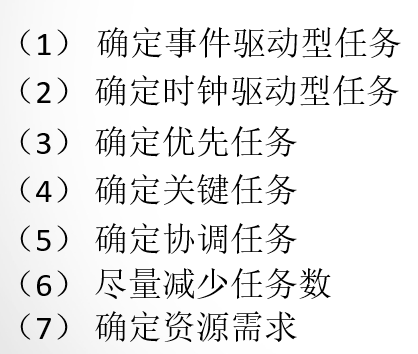 （1） 确定事件驱动型任务
（2） 确定时钟驱动型任务
（3） 确定优先任务
（4） 确定关键任务
（5） 确定协调任务
（6） 尽量减少任务数
（7） 确定资源需求